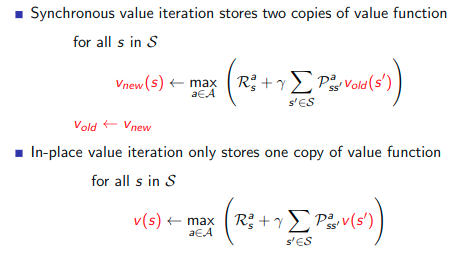 Synchronous value iteration stores two copies of value function
for all s in 𝒮
v_new(s) ← max_{a∈𝒜} (ℛ^a_s + γ ∑_{s'∈𝒮} 𝒫^a_{ss'} v_old(s'))
v_old ← v_new
In-place value iteration only stores one copy of value function
for all s in 𝒮
v(s) ← max_{a∈𝒜} (ℛ^a_s + γ ∑_{s'∈𝒮} 𝒫^a_{ss'} v(s'))